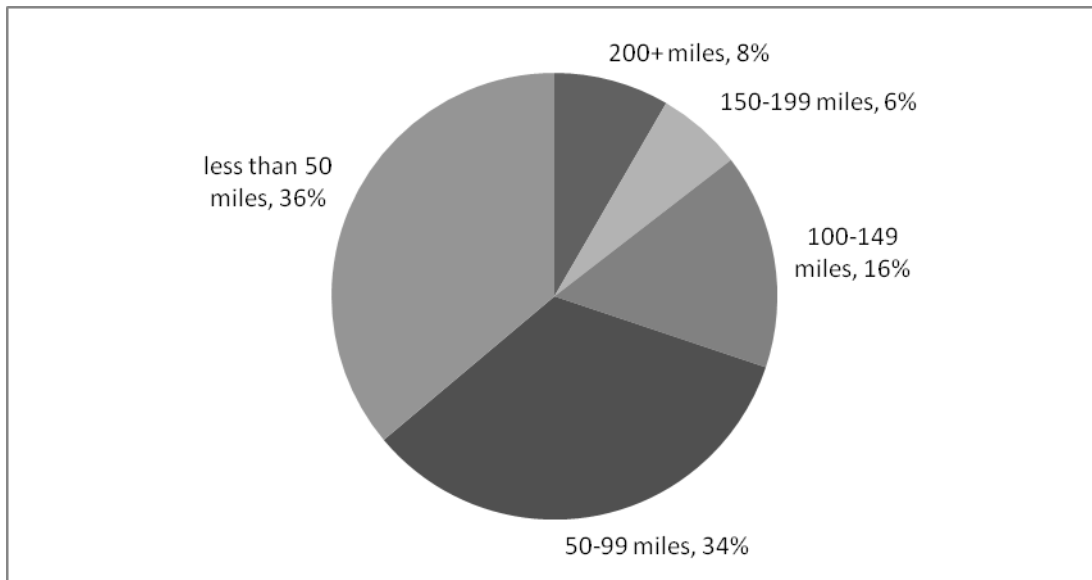 200+ miles, 8%
150-199 miles, 6%
100-149
miles, 16%
50-99 miles, 34%
less than 50
miles, 36%